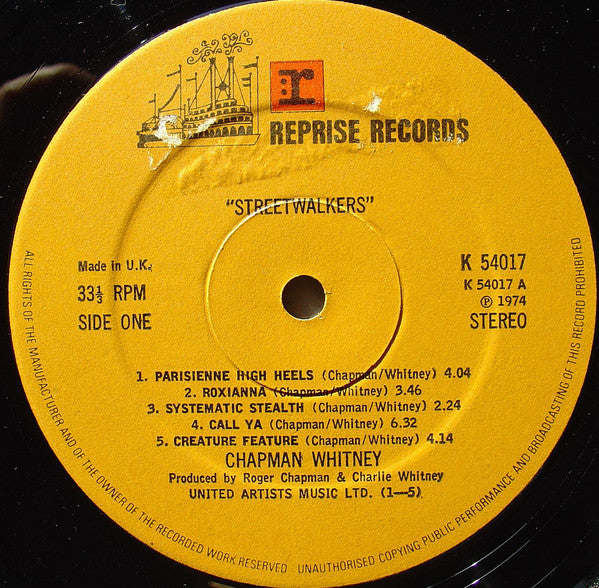 r:
REPRISE RECORDS
"STREETWALKERS"
Made in U.K.
33⅓ RPM
SIDE ONE
K 54017
K 54017 A
℗ 1974
STEREO
1. PARISIENNE HIGH HEELS (Chapman/Whitney) 4.04
2. ROXIANNA (Chapman/Whitney) 3.46
3. SYSTEMATIC STEALTH (Chapman/Whitney) 2.24
4. CALL YA (Chapman/Whitney) 6.32
5. CREATURE FEATURE (Chapman/Whitney) 4.14
CHAPMAN WHITNEY
Produced by Roger Chapman & Charlie Whitney
UNITED ARTISTS MUSIC LTD. (1—5)
ALL RIGHTS OF THE MANUFACTURER AND OF THE OWNER OF THE RECORDED WORK RESERVED UNAUTHORISED COPYING PUBLIC PERFORMANCE AND BROADCASTING OF THIS RECORD PROHIBITED